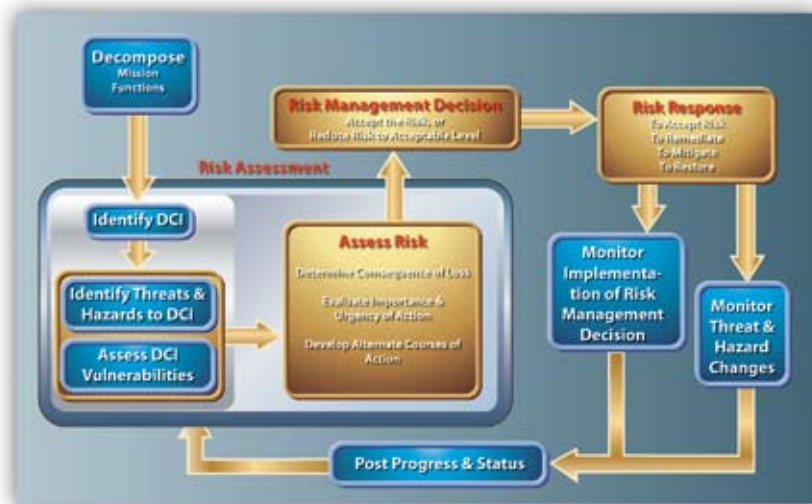 Decompose
Mission
Functions
Risk Management Decision
Accept the Risk, or
Reduce Risk to Acceptable Level
Risk Response
To Accept Risk
To Remediate
To Mitigate
To Restore
Risk Assessment
Identify DCI
Identify Threats &
Hazards to DCI
Assess DCI
Vulnerabilities
Assess Risk
Determine Consequence of Loss
Evaluate Importance &
Urgency of Action
Develop Alternate Courses of
Action
Monitor
Implementa-
tion of Risk
Management
Decision
Monitor
Threat &
Hazard
Changes
Post Progress & Status